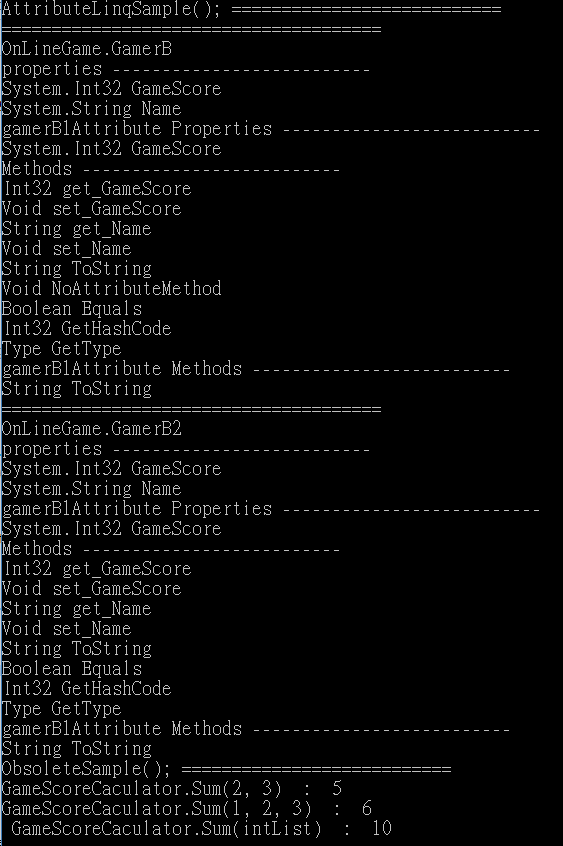 AttributeLinqSample(); ===========================
======================================
OnLineGame.GamerB
properties --------------------------
System.Int32 GameScore
System.String Name
gamerB1Attribute Properties --------------------------
System.Int32 GameScore
Methods --------------------------
Int32 get_GameScore
Void set_GameScore
String get_Name
Void set_Name
String ToString
Void NoAttributeMethod
Boolean Equals
Int32 GetHashCode
Type GetType
gamerB1Attribute Methods --------------------------
String ToString
======================================
OnLineGame.GamerB2
properties --------------------------
System.Int32 GameScore
System.String Name
gamerB1Attribute Properties --------------------------
System.Int32 GameScore
Methods --------------------------
Int32 get_GameScore
Void set_GameScore
String get_Name
Void set_Name
String ToString
Boolean Equals
Int32 GetHashCode
Type GetType
gamerB1Attribute Methods --------------------------
String ToString
ObsoleteSample(); ===========================
GameScoreCaculator.Sum(2, 3)  :  5
GameScoreCaculator.Sum(1, 2, 3)  :  6
 GameScoreCaculator.Sum(intList)  :  10